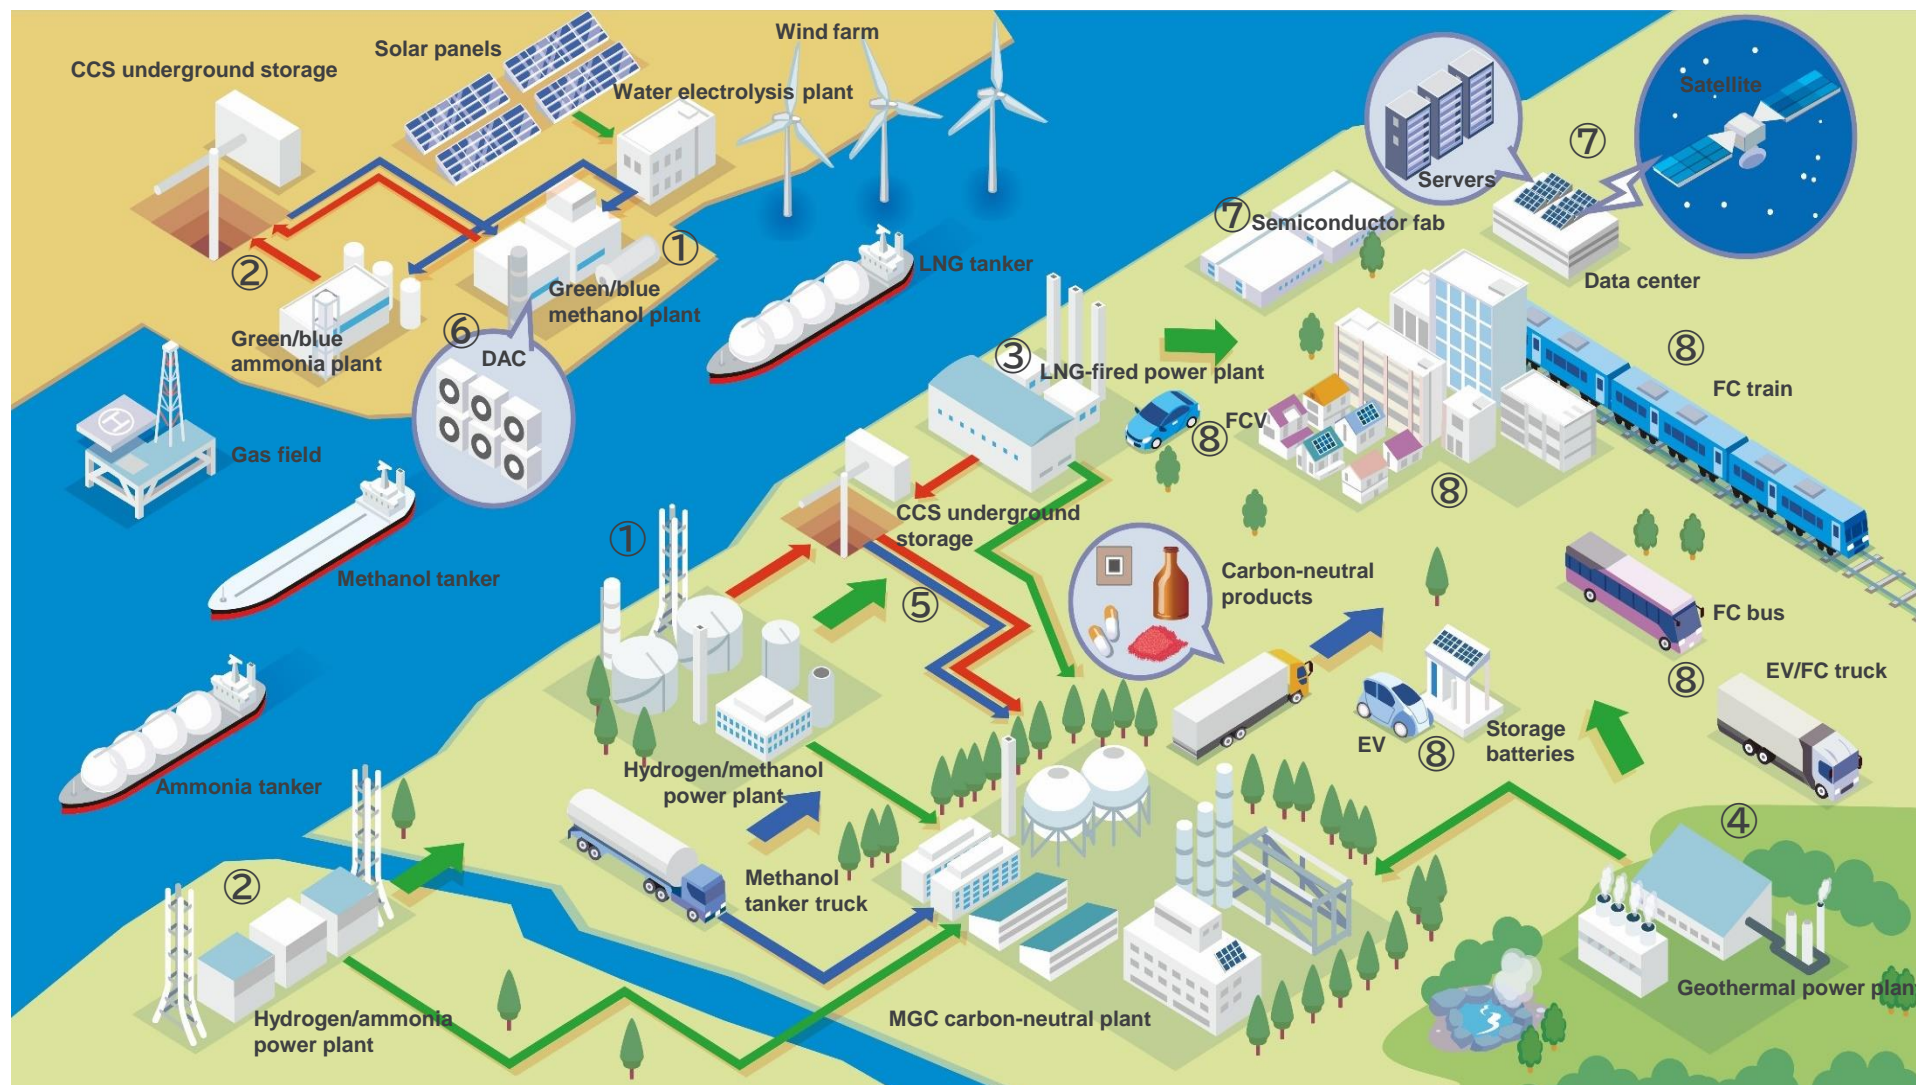 Solar panels
Wind farm
CCS underground storage
Water electrolysis plant
Satellite
⑦
Servers
⑦
Semiconductor fab
①
②
LNG tanker
Data center
Green/blue
methanol plant
⑥
Green/blue
ammonia plant
DAC
③
LNG-fired power plant
⑧
FC train
FCV
⑧
Gas field
⑧
CCS underground
storage
①
Methanol tanker
Carbon-neutral
products
⑤
FC bus
⑧
EV/FC truck
Storage
batteries
EV
⑧
Ammonia tanker
Hydrogen/methanol
power plant
④
②
Methanol
tanker truck
Geothermal power plant
Hydrogen/ammonia
power plant
MGC carbon-neutral plant
H